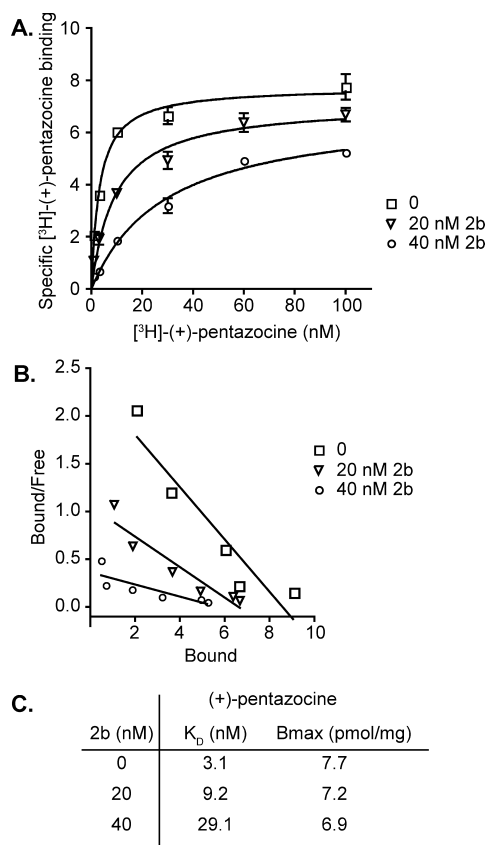 A.
10
8
6
4
2
0
Specific [³H]-(+)-pentazocine binding
0 20 40 60 80 100
[³H]-(+)-pentazocine (nM)
0
20 nM 2b
40 nM 2b
B.
2.5
2.0
1.5
1.0
0.5
0.0
Bound/Free
2 4 6 8 10
Bound
0
20 nM 2b
40 nM 2b
C.
(+)-pentazocine
2b (nM) K_D (nM) Bmax (pmol/mg)
0 3.1 7.7
20 9.2 7.2
40 29.1 6.9